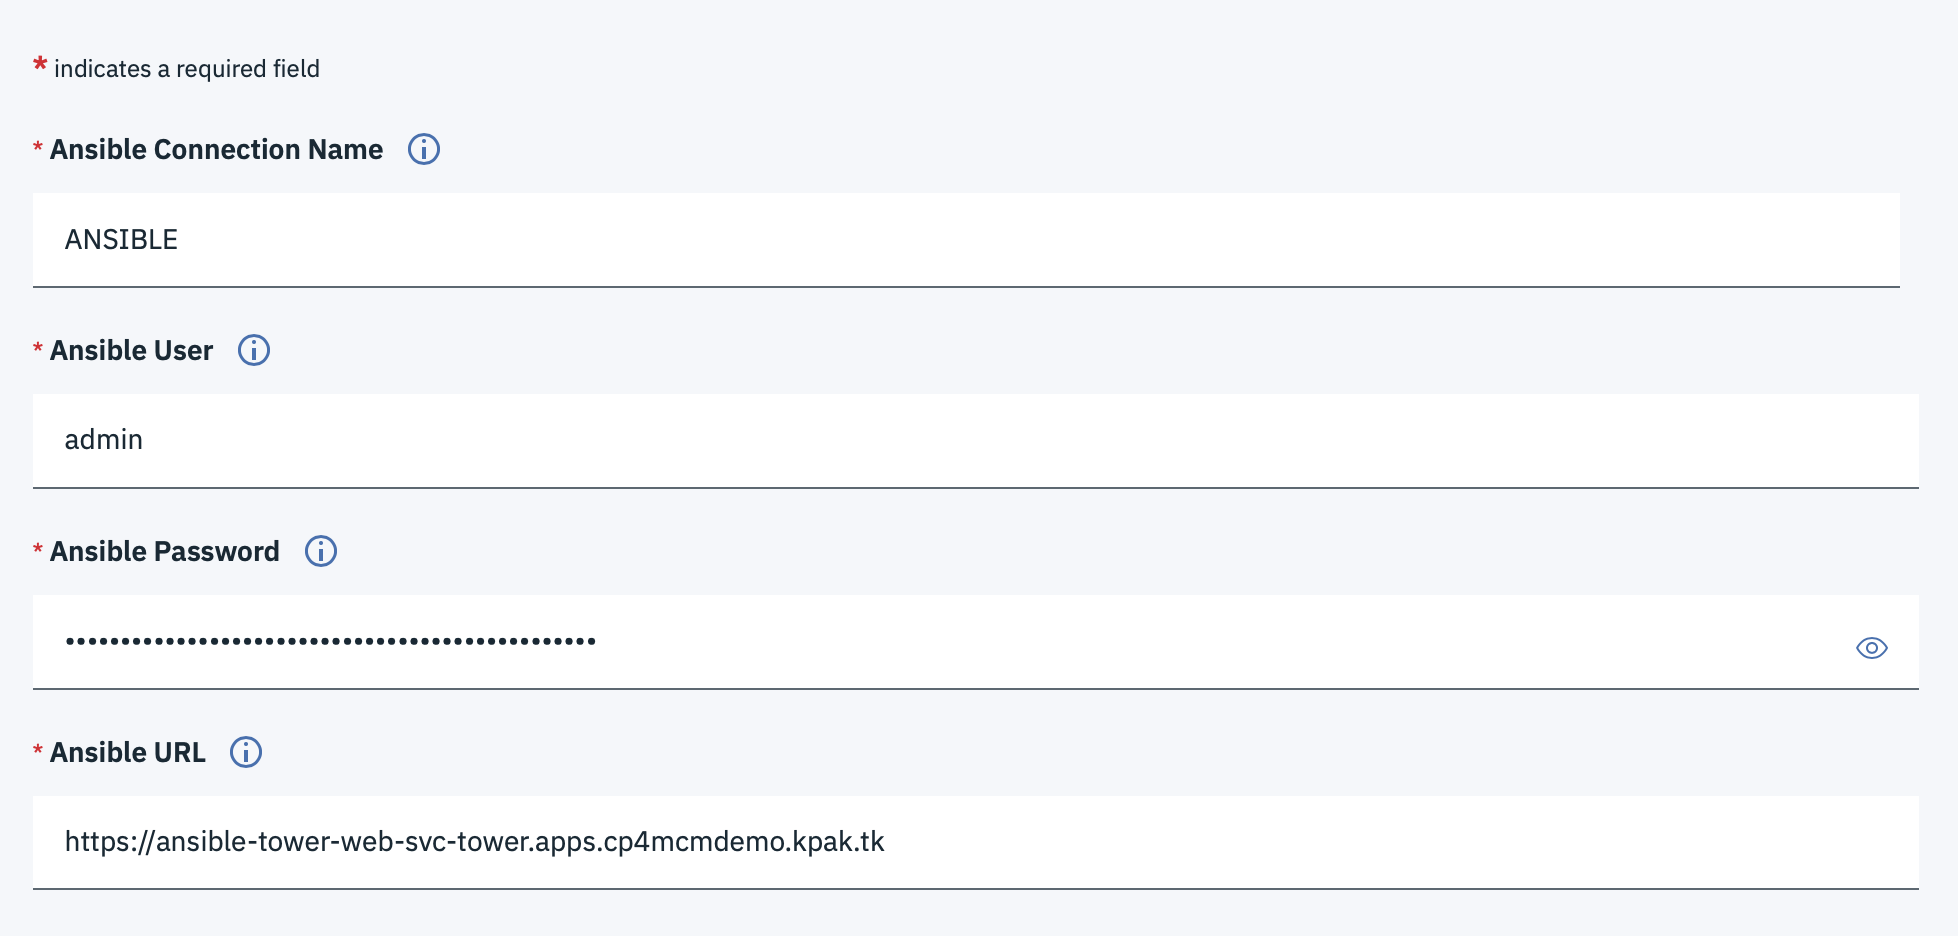 * indicates a required field
* Ansible Connection Name
ANSIBLE
* Ansible User
admin
* Ansible Password
••••••••••••••••••••••••••••••••••••••••••••••••
* Ansible URL
https://ansible-tower-web-svc-tower.apps.cp4mcmdemo.kpak.tk